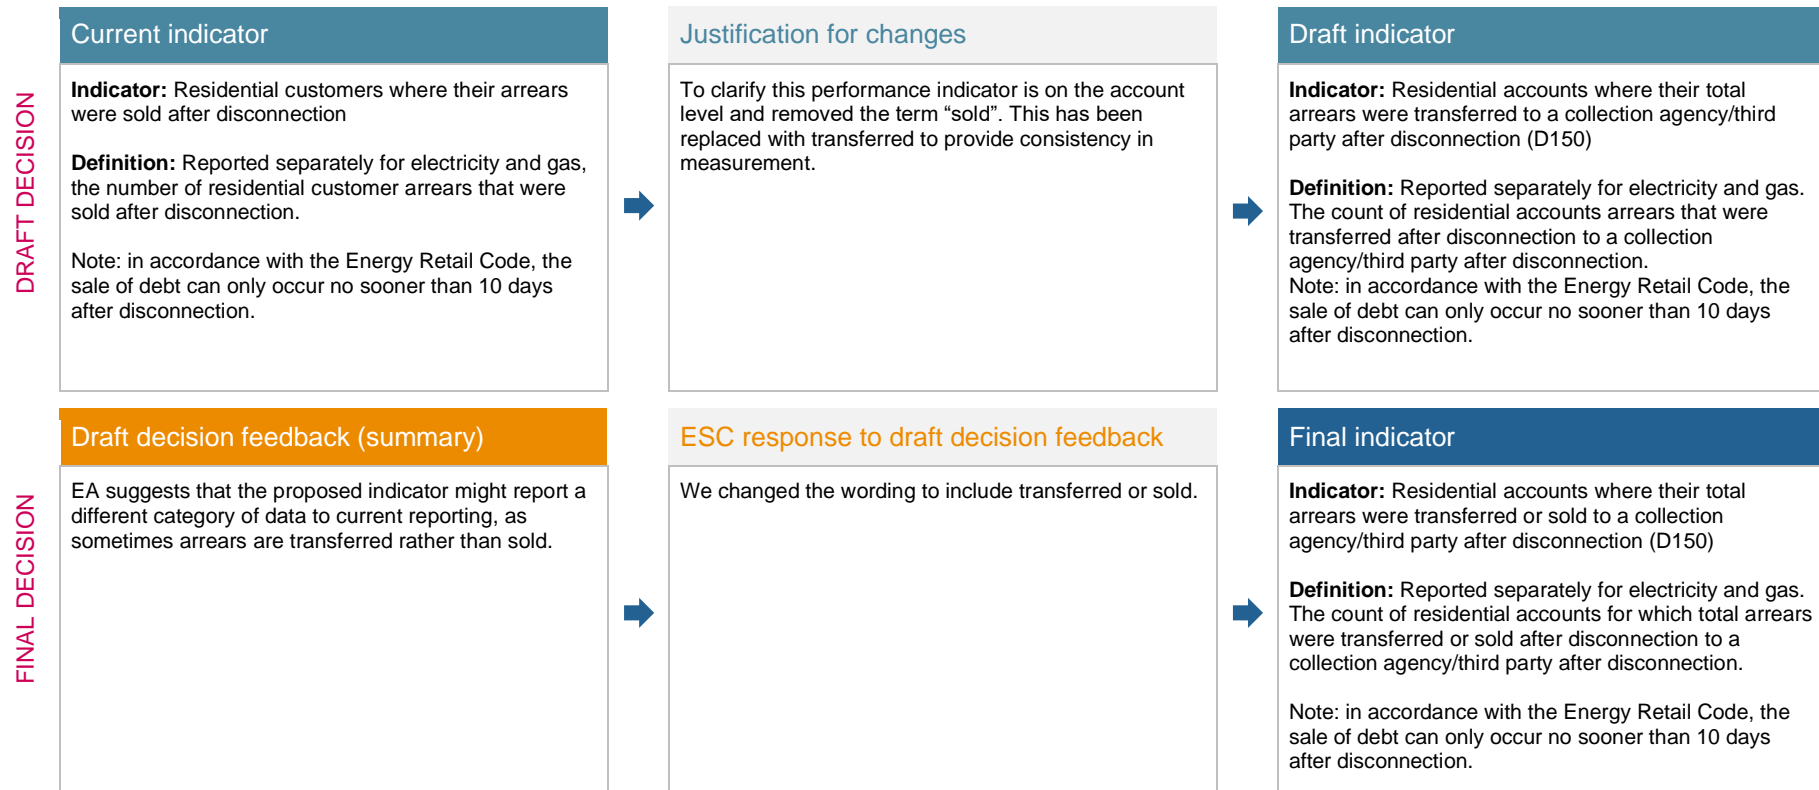 DRAFT DECISION
Current indicator
Indicator: Residential customers where their arrears
were sold after disconnection
Definition: Reported separately for electricity and gas,
the number of residential customer arrears that were
sold after disconnection.
Note: in accordance with the Energy Retail Code, the
sale of debt can only occur no sooner than 10 days
after disconnection.
Justification for changes
To clarify this performance indicator is on the account
level and removed the term “sold”. This has been
replaced with transferred to provide consistency in
measurement.
Draft indicator
Indicator: Residential accounts where their total
arrears were transferred to a collection agency/third
party after disconnection (D150)
Definition: Reported separately for electricity and gas.
The count of residential accounts arrears that were
transferred after disconnection to a collection
agency/third party after disconnection.
Note: in accordance with the Energy Retail Code, the
sale of debt can only occur no sooner than 10 days
after disconnection.
FINAL DECISION
Draft decision feedback (summary)
EA suggests that the proposed indicator might report a
different category of data to current reporting, as
sometimes arrears are transferred rather than sold.
ESC response to draft decision feedback
We changed the wording to include transferred or sold.
Final indicator
Indicator: Residential accounts where their total
arrears were transferred or sold to a collection
agency/third party after disconnection (D150)
Definition: Reported separately for electricity and gas.
The count of residential accounts for which total arrears
were transferred or sold after disconnection to a
collection agency/third party after disconnection.
Note: in accordance with the Energy Retail Code, the
sale of debt can only occur no sooner than 10 days
after disconnection.